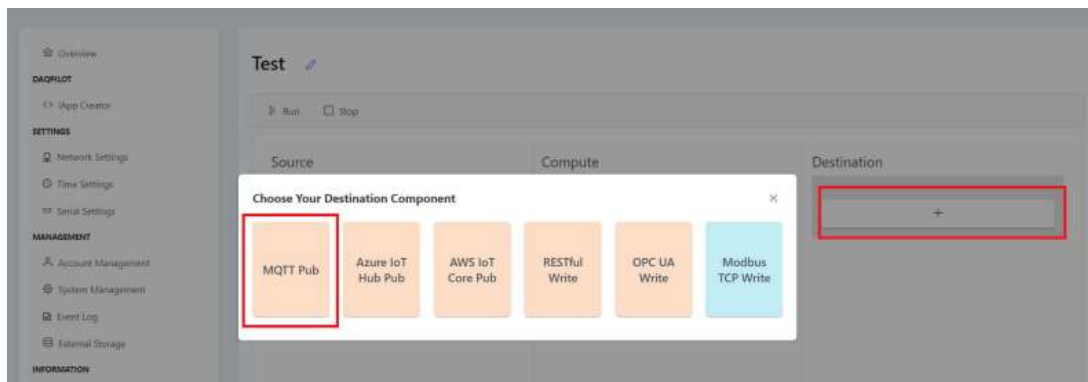 Overview
DAQPILOT
<> iApp Creator
SETTINGS
Network Settings
Time Settings
Serial Settings
MANAGEMENT
Account Management
System Management
Event Log
External Storage
INFORMATION
Test
Run Stop
Source Compute Destination
+
Choose Your Destination Component ×
MQTT Pub
Azure IoT
Hub Pub
AWS IoT
Core Pub
RESTful
Write
OPC UA
Write
Modbus
TCP Write